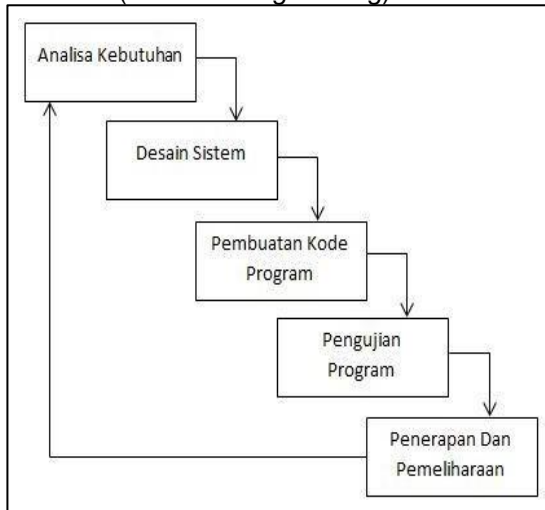 Analisa Kebutuhan
Desain Sistem
Pembuatan Kode
Program
Pengujian
Program
Penerapan Dan
Pemeliharaan